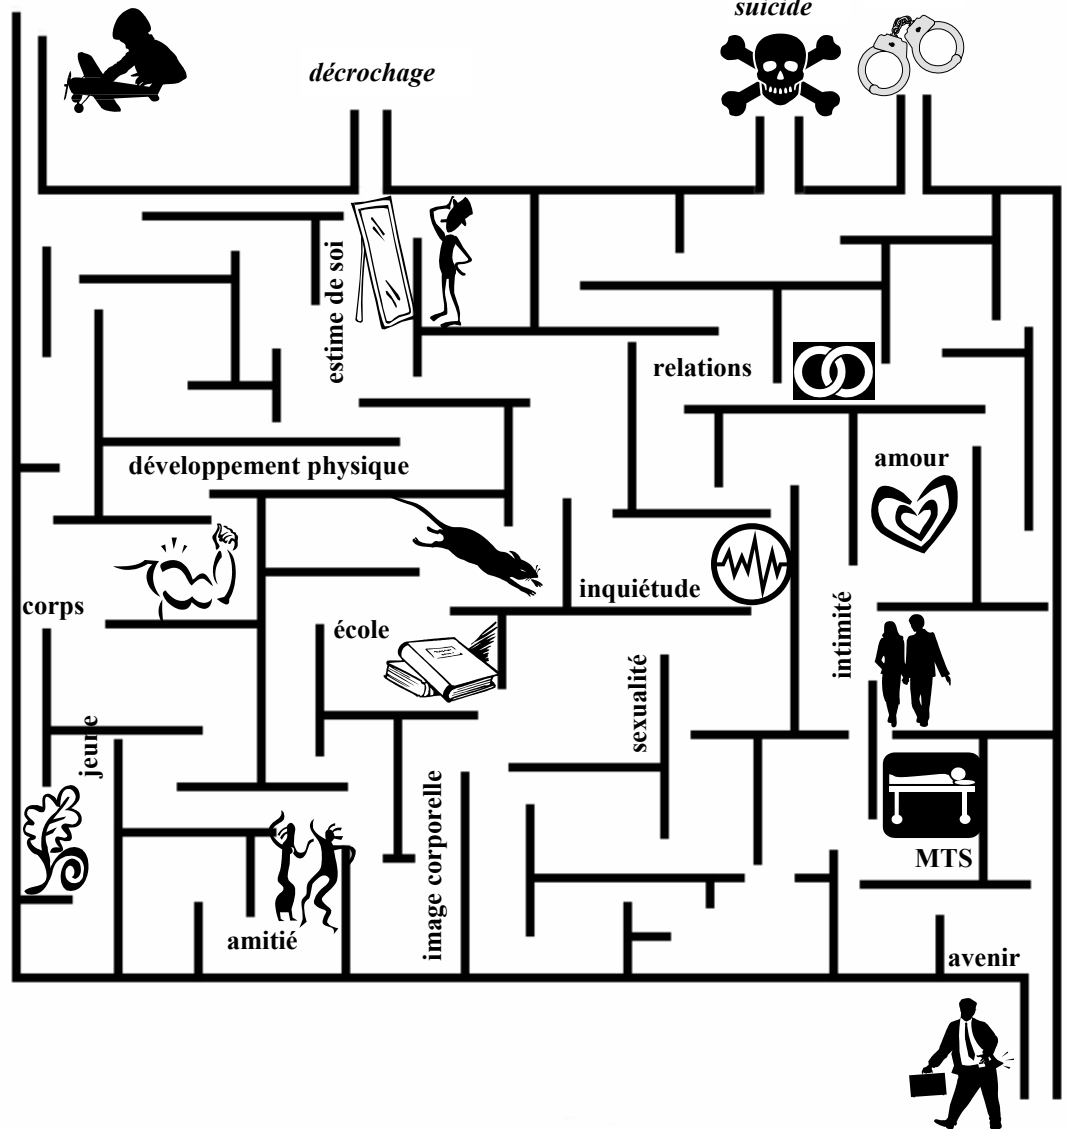 suicide
décrochage
estime de soi
relations
développement physique
amour
inquiétude
corps
école
intimité
sexualité
jeune
image corporelle
MTS
amitié
avenir